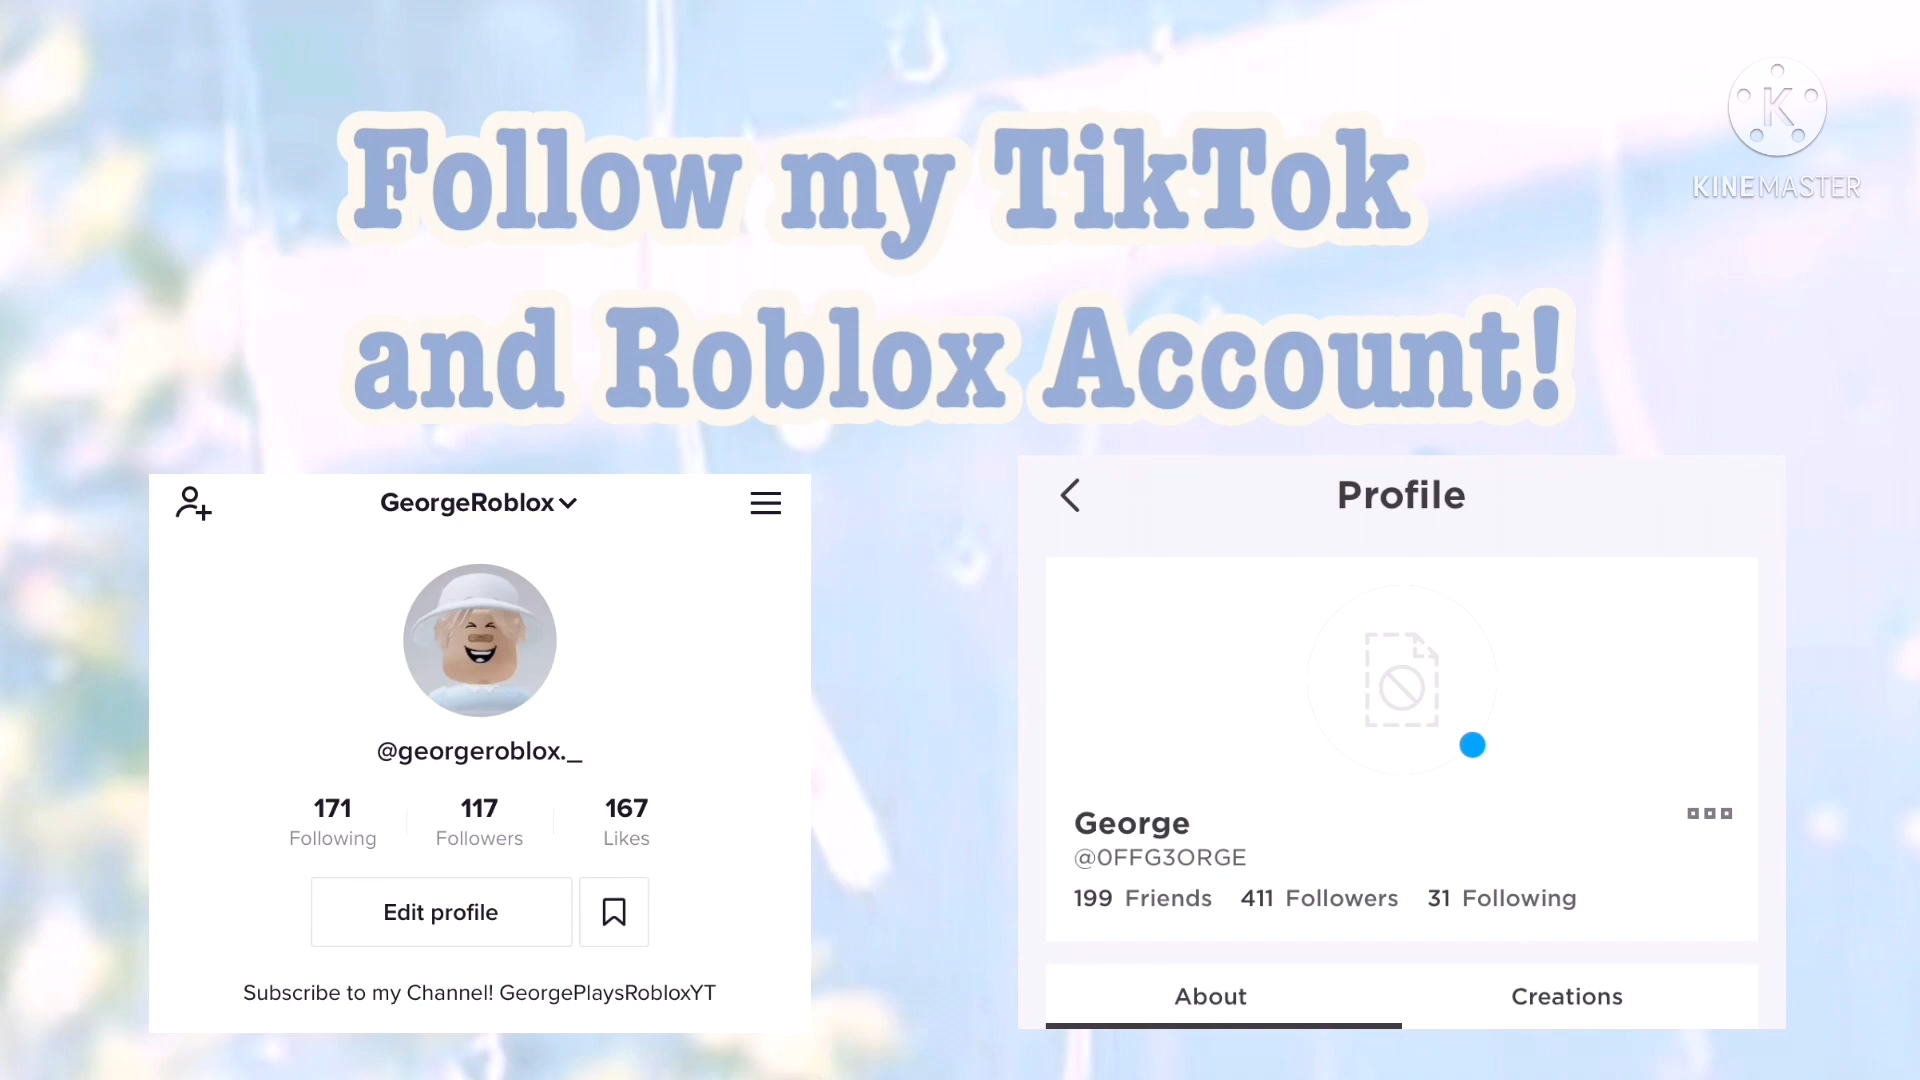 Follow my TikTok
and Roblox Account!
KINEMASTER
GeorgeRoblox
@georgeroblox._
171 117 167
Following Followers Likes
Edit profile
Subscribe to my Channel! GeorgePlaysRobloxYT
Profile
George
@0FFG3ORGE
199 Friends 411 Followers 31 Following
About Creations